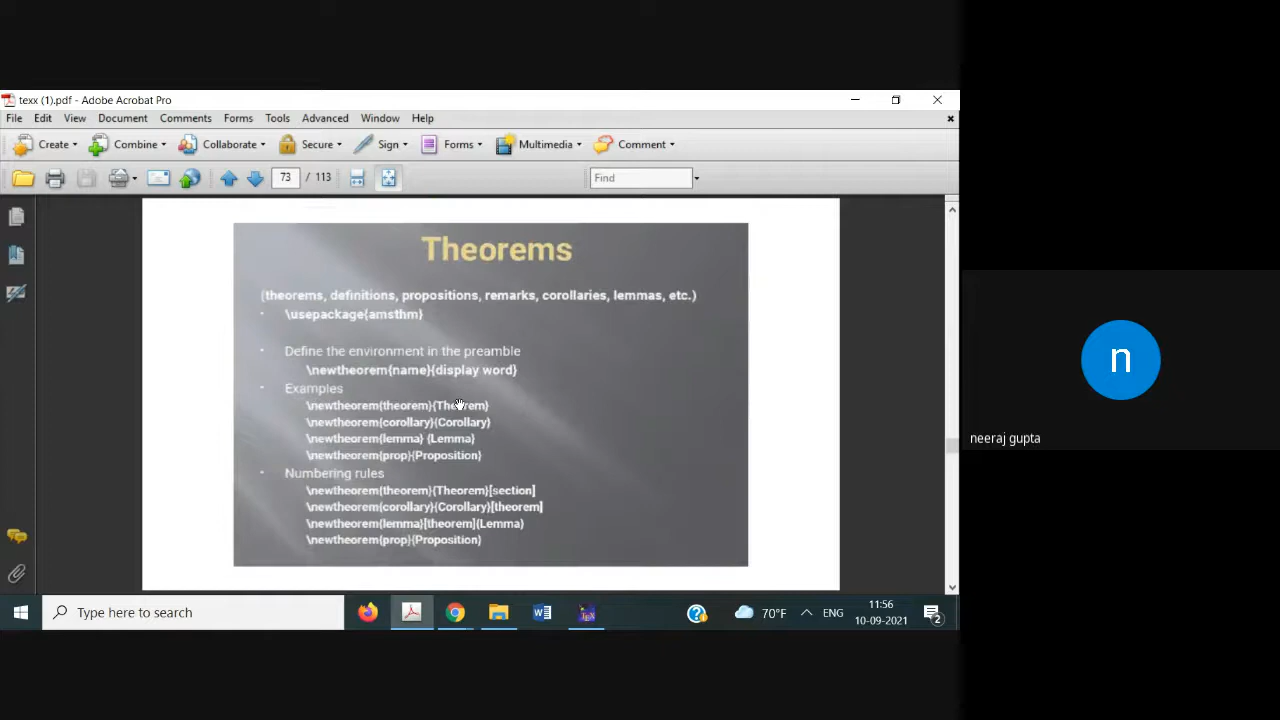 texx (1).pdf - Adobe Acrobat Pro
File Edit View Document Comments Forms Tools Advanced Window Help
Create Combine Collaborate Secure Sign Forms Multimedia Comment
73 / 113 Find
Theorems
(theorems, definitions, propositions, remarks, corollaries, lemmas, etc.)
· \usepackage{amsthm}
· Define the environment in the preamble
\newtheorem{name}{display word}
· Examples
\newtheorem{theorem}{Theorem}
\newtheorem{corollary}{Corollary}
\newtheorem{lemma} {Lemma}
\newtheorem{prop}{Proposition}
· Numbering rules
\newtheorem{theorem}{Theorem}[section]
\newtheorem{corollary}{Corollary}[theorem]
\newtheorem{lemma}[theorem]{Lemma}
\newtheorem{prop}{Proposition}
n
neeraj gupta
Type here to search
70°F ENG
11:56
10-09-2021
2